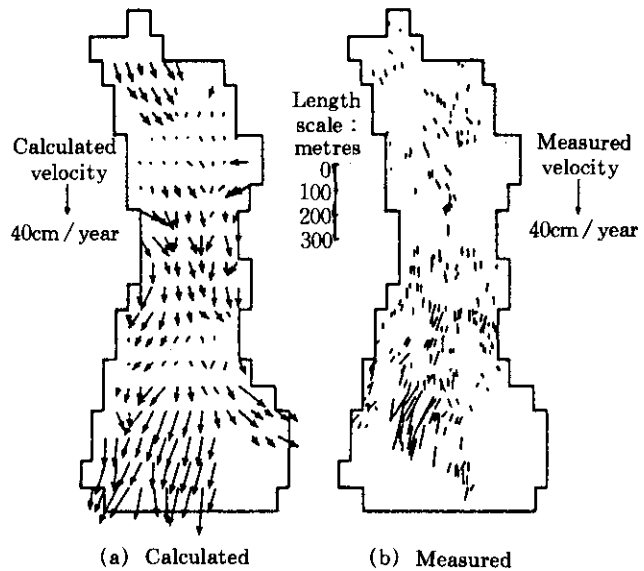 Calculated
velocity
40cm / year
Length
scale :
metres
0
100
200
300
Measured
velocity
40cm / year
(a) Calculated
(b) Measured